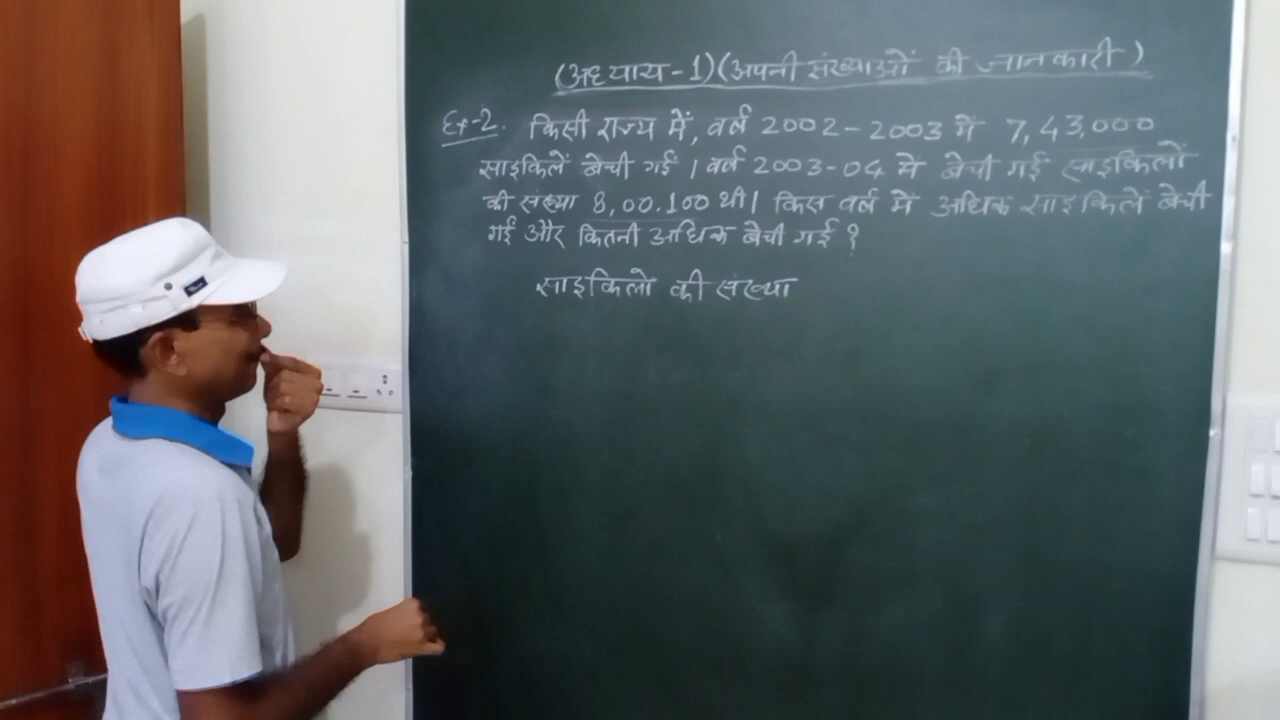 (अध्याय-1)(अपनी संख्याओं की जानकारी)
Ex-2. किसी राज्य में, वर्ष 2002-2003 में 7,43,000
साइकिलें बेची गईं । वर्ष 2003-04 में बेची गई साइकिलों
की संख्या 8,00,100 थी। किस वर्ष में अधिक साइकिलें बेची
गई और कितनी अधिक बेची गई ?
साइकिलो की संख्या